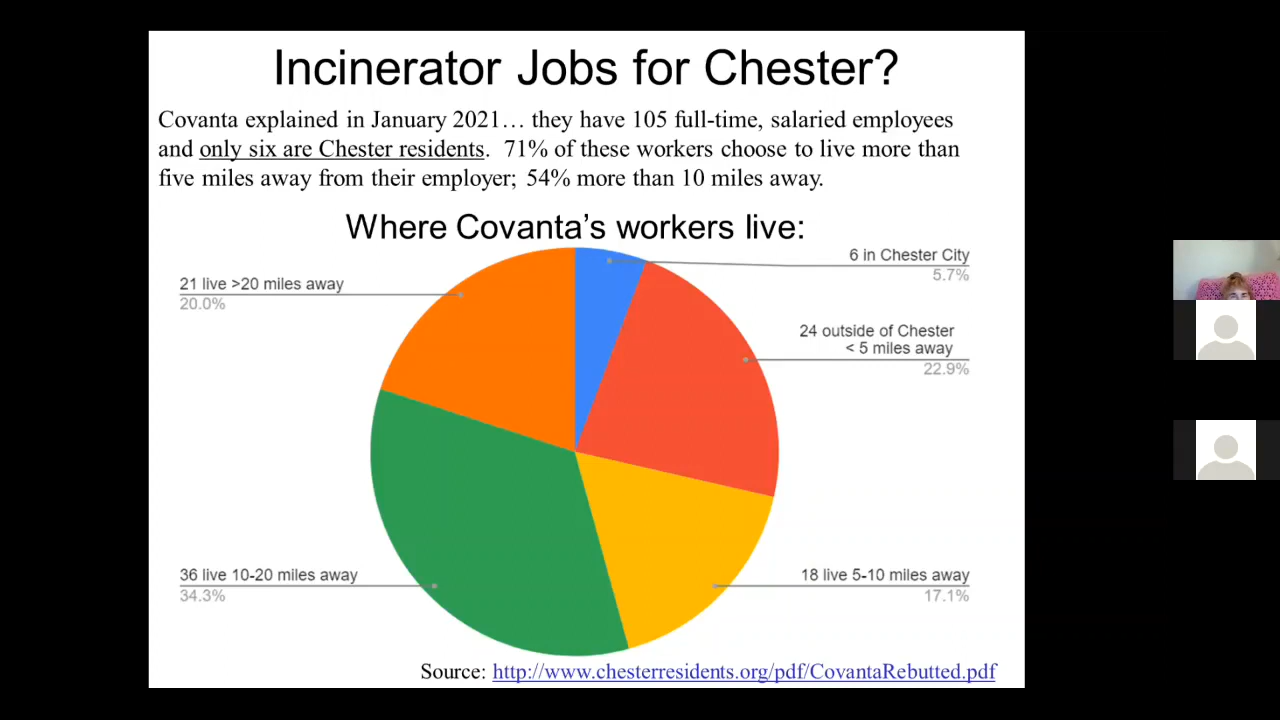 Incinerator Jobs for Chester?
Covanta explained in January 2021… they have 105 full-time, salaried employees
and only six are Chester residents.  71% of these workers choose to live more than
five miles away from their employer; 54% more than 10 miles away.
Where Covanta's workers live:
6 in Chester City
5.7%
21 live >20 miles away
20.0%
24 outside of Chester
< 5 miles away
22.9%
36 live 10-20 miles away
34.3%
18 live 5-10 miles away
17.1%
Source: http://www.chesterresidents.org/pdf/CovantaRebutted.pdf